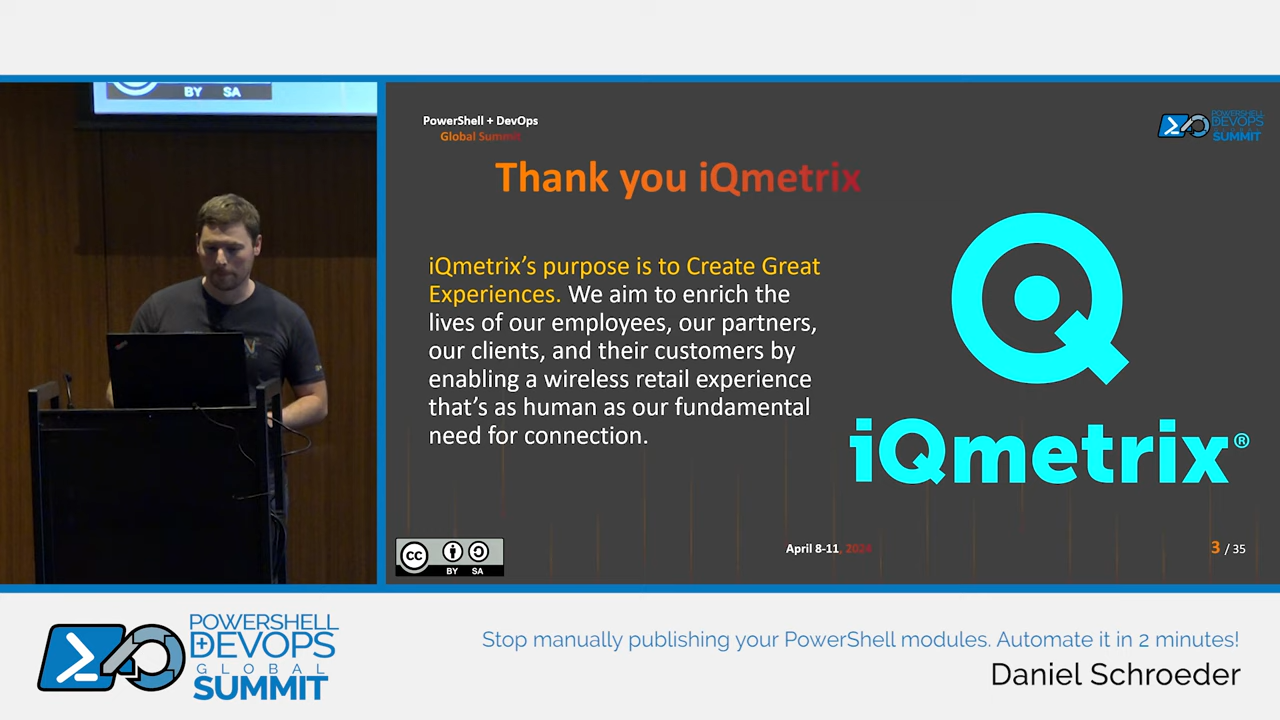 BY SA
PowerShell + DevOps
Global Summit
POWERSHELL
DEVOPS
GLOBAL
SUMMIT
Thank you iQmetrix
iQmetrix’s purpose is to Create Great
Experiences. We aim to enrich the
lives of our employees, our partners,
our clients, and their customers by
enabling a wireless retail experience
that’s as human as our fundamental
need for connection.
iQmetrix®
cc
BY SA
April 8-11, 2024
3 / 35
POWERSHELL
DEVOPS
GLOBAL
SUMMIT
Stop manually publishing your PowerShell modules. Automate it in 2 minutes!
Daniel Schroeder